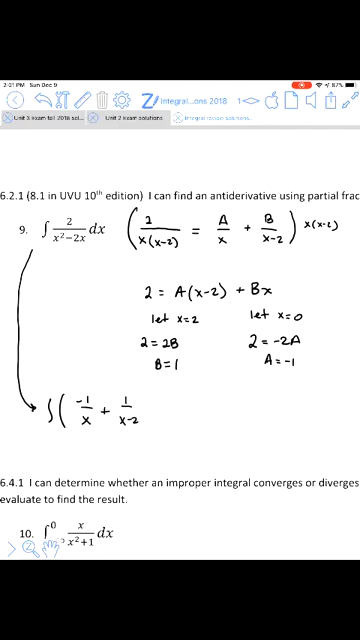 2:01 PM Sun Dec 9 87%
Integral...ons 2018
Unit 3 Exam fall 2018 sol... Unit 2 Exam solutions Integral review solutions...
6.2.1 (8.1 in UVU 10th edition) I can find an antiderivative using partial frac
9. ∫ 2/(x²−2x) dx ( 2/(x(x-2)) = A/x + B/(x-2) ) x(x-2)
2 = A(x-2) + Bx
let x=2 let x=0
2 = 2B 2 = -2A
B = 1 A = -1
∫ ( -1/x + 1/(x-2)
6.4.1 I can determine whether an improper integral converges or diverges
evaluate to find the result.
10. ∫ 0 x/(x²+1) dx